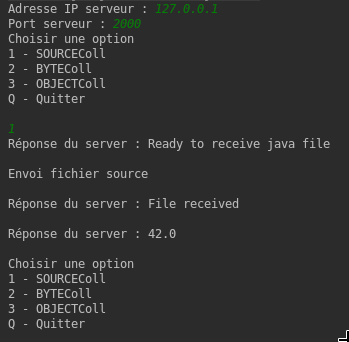 Adresse IP serveur : 127.0.0.1
Port serveur : 2000
Choisir une option
1 - SOURCEColl
2 - BYTEColl
3 - OBJECTColl
Q - Quitter
1
Réponse du server : Ready to receive java file
Envoi fichier source
Réponse du server : File received
Réponse du server : 42.0
Choisir une option
1 - SOURCEColl
2 - BYTEColl
3 - OBJECTColl
Q - Quitter